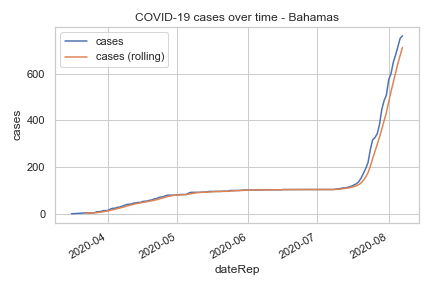 COVID-19 cases over time - Bahamas
cases
cases (rolling)
cases
600
400
200
0
2020-04
2020-05
2020-06
2020-07
2020-08
dateRep